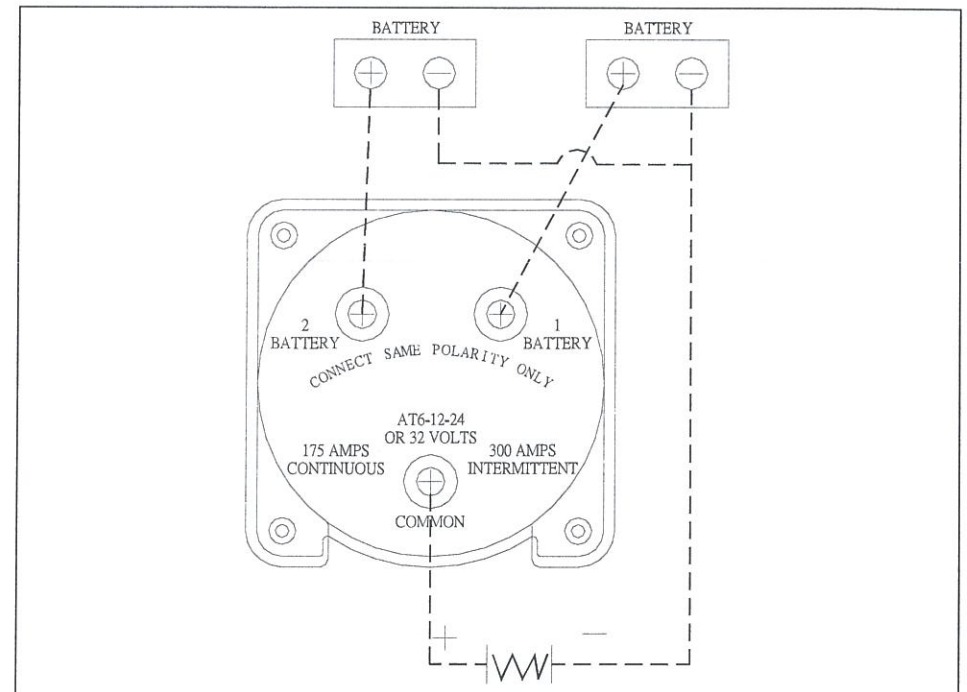 BATTERY
BATTERY
+ −
+ −
2
BATTERY
1
BATTERY
+
+
CONNECT SAME POLARITY ONLY
AT6-12-24
OR 32 VOLTS
175 AMPS
CONTINUOUS
300 AMPS
INTERMITTENT
+
COMMON
+ −